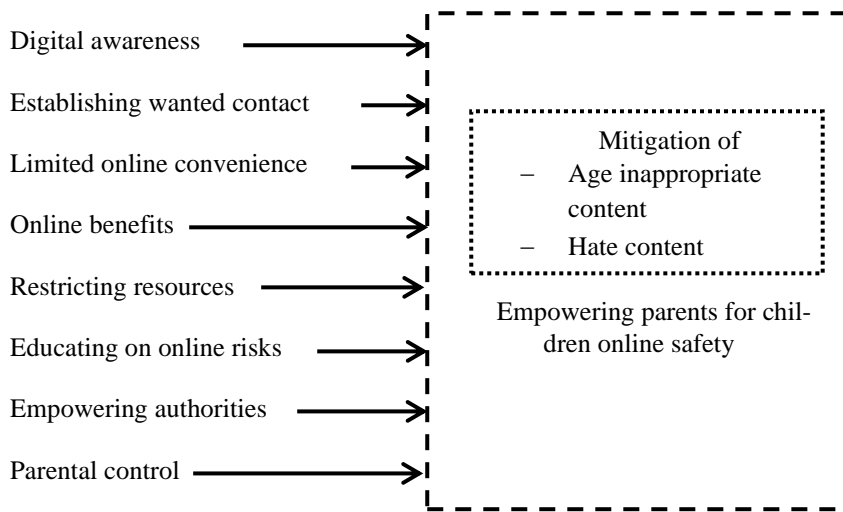 Digital awareness
Establishing wanted contact
Limited online convenience
Online benefits
Restricting resources
Educating on online risks
Empowering authorities
Parental control
Mitigation of
– Age inappropriate
content
– Hate content
Empowering parents for chil-
dren online safety